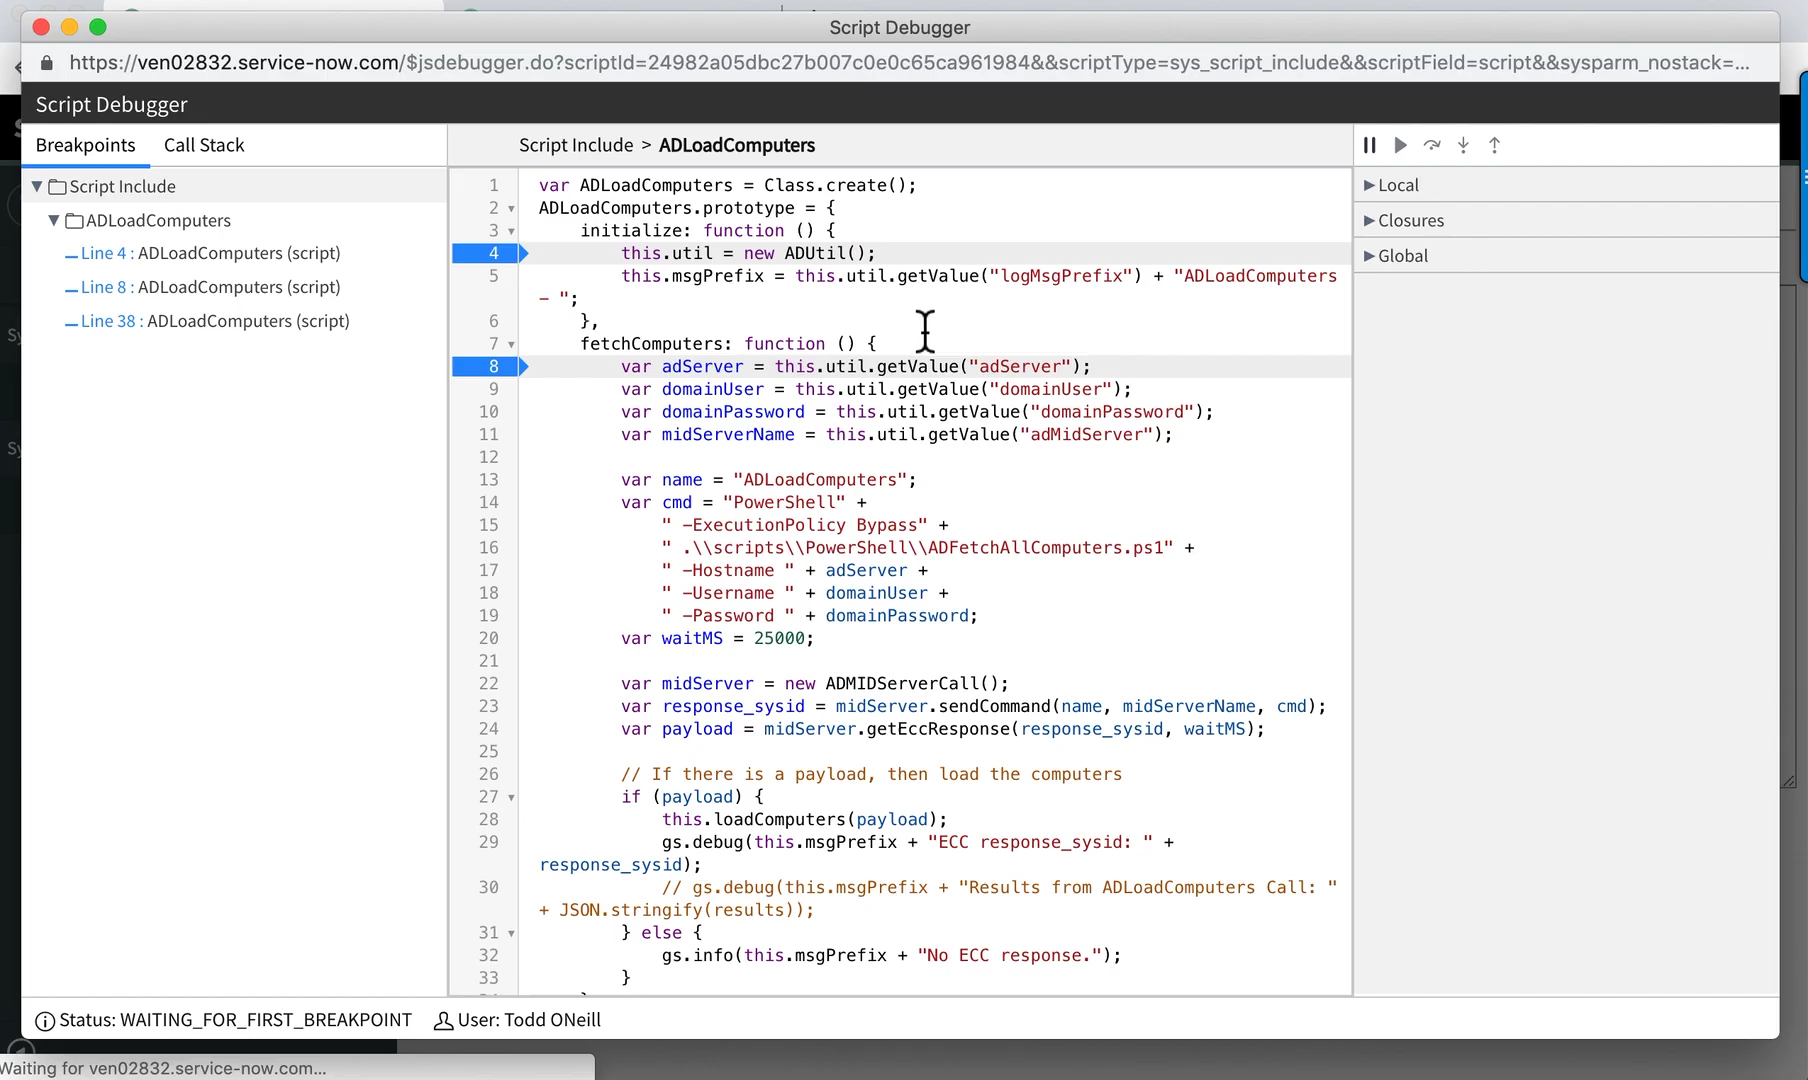 Script Debugger
https://ven02832.service-now.com/$jsdebugger.do?scriptId=24982a05dbc27b007c0e0c65ca961984&&scriptType=sys_script_include&&scriptField=script&&sysparm_nostack=...
Script Debugger
Breakpoints Call Stack
Script Include > ADLoadComputers
Script Include
ADLoadComputers
Line 4 : ADLoadComputers (script)
Line 8 : ADLoadComputers (script)
Line 38 : ADLoadComputers (script)
1 var ADLoadComputers = Class.create();
2 ADLoadComputers.prototype = {
3 initialize: function () {
4 this.util = new ADUtil();
5 this.msgPrefix = this.util.getValue("logMsgPrefix") + "ADLoadComputers
- ";
6 },
7 fetchComputers: function () {
8 var adServer = this.util.getValue("adServer");
9 var domainUser = this.util.getValue("domainUser");
10 var domainPassword = this.util.getValue("domainPassword");
11 var midServerName = this.util.getValue("adMidServer");
12
13 var name = "ADLoadComputers";
14 var cmd = "PowerShell" +
15 " -ExecutionPolicy Bypass" +
16 " .\\scripts\\PowerShell\\ADFetchAllComputers.ps1" +
17 " -Hostname " + adServer +
18 " -Username " + domainUser +
19 " -Password " + domainPassword;
20 var waitMS = 25000;
21
22 var midServer = new ADMIDServerCall();
23 var response_sysid = midServer.sendCommand(name, midServerName, cmd);
24 var payload = midServer.getEccResponse(response_sysid, waitMS);
25
26 // If there is a payload, then load the computers
27 if (payload) {
28 this.loadComputers(payload);
29 gs.debug(this.msgPrefix + "ECC response_sysid: " +
response_sysid);
30 // gs.debug(this.msgPrefix + "Results from ADLoadComputers Call: "
+ JSON.stringify(results));
31 } else {
32 gs.info(this.msgPrefix + "No ECC response.");
33 }
Local
Closures
Global
Status: WAITING_FOR_FIRST_BREAKPOINT User: Todd ONeill
Waiting for ven02832.service-now.com...